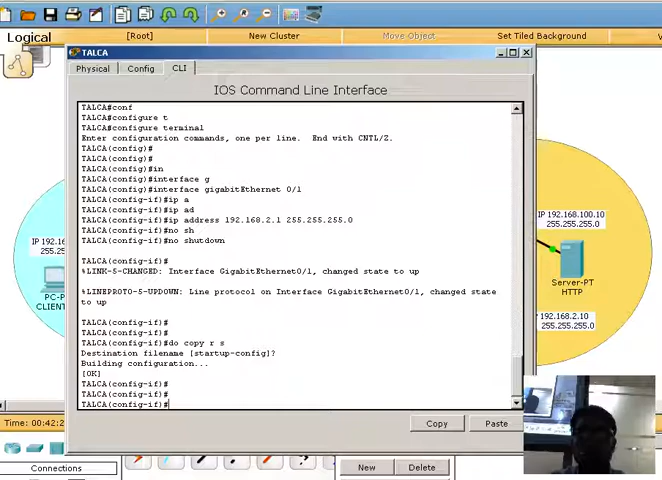 Logical
[Root]
New Cluster
Move Object
Set Tiled Background
TALCA
Physical
Config
CLI
IOS Command Line Interface
TALCA#conf
TALCA#configure t
TALCA#configure terminal
Enter configuration commands, one per line.  End with CNTL/Z.
TALCA(config)#
TALCA(config)#
TALCA(config)#in
TALCA(config)#interface g
TALCA(config)#interface gigabitEthernet 0/1
TALCA(config-if)#ip a
TALCA(config-if)#ip ad
TALCA(config-if)#ip address 192.168.2.1 255.255.255.0
TALCA(config-if)#no sh
TALCA(config-if)#no shutdown
TALCA(config-if)#
%LINK-5-CHANGED: Interface GigabitEthernet0/1, changed state to up
%LINEPROTO-5-UPDOWN: Line protocol on Interface GigabitEthernet0/1, changed state
to up
TALCA(config-if)#
TALCA(config-if)#
TALCA(config-if)#do copy r s
Destination filename [startup-config]?
Building configuration...
[OK]
TALCA(config-if)#
TALCA(config-if)#
TALCA(config-if)#
Copy
Paste
IP 192.16
255.25
PC-P
CLIENT
192.168.100.10
255.255.255.0
Server-PT
HTTP
192.168.2.10
255.255.255.0
Time: 00:42:2
Connections
New
Delete